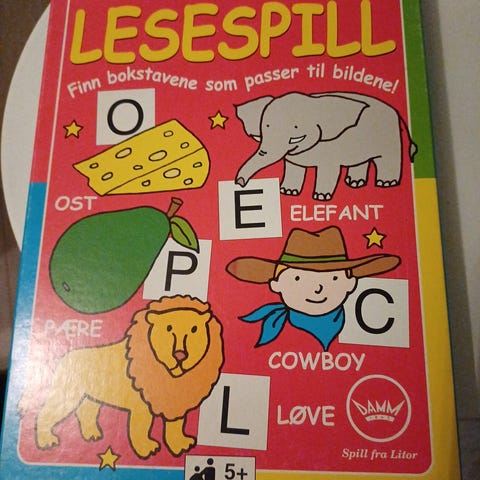 LESESPILL
Finn bokstavene som passer til bildene!
O
OST
E
ELEFANT
P
PÆRE
C
COWBOY
L
LØVE
DAMM
Spill fra Litor
5+